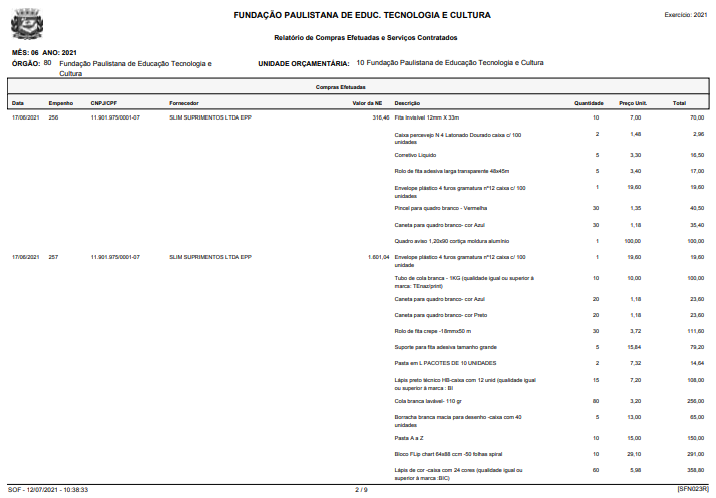 FUNDAÇÃO PAULISTANA DE EDUC. TECNOLOGIA E CULTURA Exercício: 2021
Relatório de Compras Efetuadas e Serviços Contratados
MÊS: 06 ANO: 2021
ÓRGÃO: 80 Fundação Paulistana de Educação Tecnologia e UNIDADE ORÇAMENTÁRIA: 10 Fundação Paulistana de Educação Tecnologia e Cultura
Cultura
Compras Efetuadas
Data Empenho CNPJ/CPF Fornecedor Valor da NE Descrição Quantidade Preço Unit. Total
17/06/2021 256 11.901.975/0001-07 SLIM SUPRIMENTOS LTDA EPP 316,46 Fita Invisível 12mm X 33m 10 7,00 70,00
Caixa percevejo N 4 Latonado Dourado caixa c/ 100 2 1,48 2,96
unidades
Corretivo Líquido 5 3,30 16,50
Rolo de fita adesiva larga transparente 48x45m 5 3,40 17,00
Envelope plástico 4 furos gramatura nº12 caixa c/ 100 1 19,60 19,60
unidades
Pincel para quadro branco - Vermelha 30 1,35 40,50
Caneta para quadro branco- cor Azul 30 1,18 35,40
Quadro aviso 1,20x90 cortiça moldura alumínio 1 100,00 100,00
17/06/2021 257 11.901.975/0001-07 SLIM SUPRIMENTOS LTDA EPP 1.601,04 Envelope plástico 4 furos gramatura nº12 caixa c/ 100 1 19,60 19,60
unidade
Tubo de cola branca - 1KG (qualidade igual ou superior à 10 10,00 100,00
marca: TEnaz/print)
Caneta para quadro branco- cor Azul 20 1,18 23,60
Caneta para quadro branco- cor Preto 20 1,18 23,60
Rolo de fita crepe -18mmx50 m 30 3,72 111,60
Suporte para fita adesiva tamanho grande 5 15,84 79,20
Pasta em L PACOTES DE 10 UNIDADES 2 7,32 14,64
Lápis preto técnico HB-caixa com 12 unid (qualidade igual 15 7,20 108,00
ou superior à marca : BI
Cola branca lavável- 110 gr 80 3,20 256,00
Borracha branca macia para desenho -caixa com 40 5 13,00 65,00
unidades
Pasta A a Z 10 15,00 150,00
Bloco FLip chart 64x88 ccm -50 folhas spiral 10 29,10 291,00
Lápis de cor -caixa com 24 cores (qualidade igual ou 60 5,98 358,80
superior à marca :BIC)
SOF - 12/07/2021 - 10:38:33 2 / 9 [SFN023R]